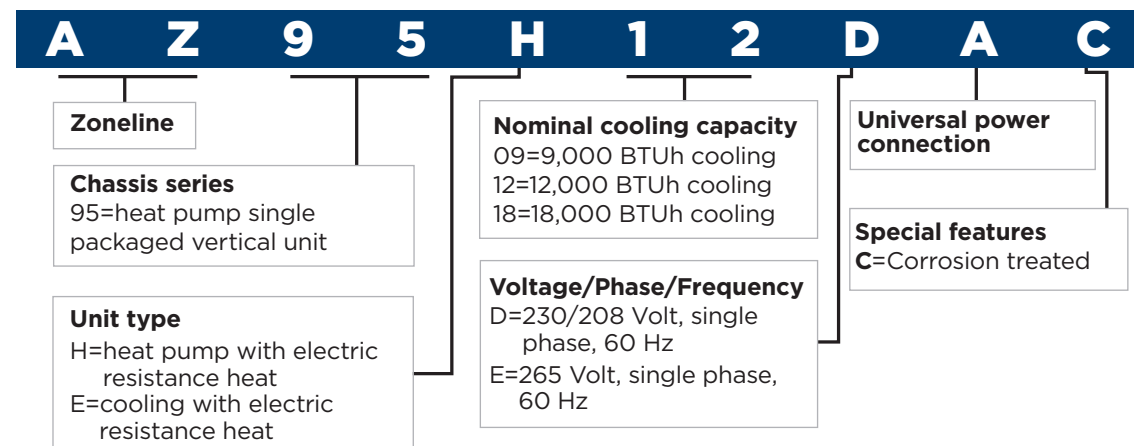 A Z 9 5 H 1 2 D A C
Zoneline
Chassis series
95=heat pump single
packaged vertical unit
Unit type
H=heat pump with electric
resistance heat
E=cooling with electric
resistance heat
Nominal cooling capacity
09=9,000 BTUh cooling
12=12,000 BTUh cooling
18=18,000 BTUh cooling
Voltage/Phase/Frequency
D=230/208 Volt, single
phase, 60 Hz
E=265 Volt, single phase,
60 Hz
Universal power
connection
Special features
C=Corrosion treated